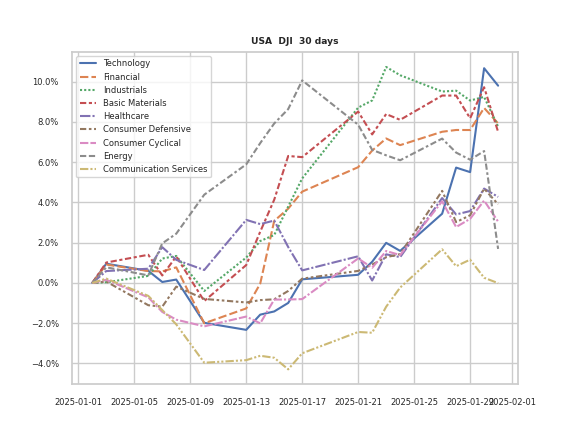 USA DJI 30 days
Technology
Financial
Industrials
Basic Materials
Healthcare
Consumer Defensive
Consumer Cyclical
Energy
Communication Services
10.0%
8.0%
6.0%
4.0%
2.0%
0.0%
−2.0%
−4.0%
2025-01-01 2025-01-05 2025-01-09 2025-01-13 2025-01-17 2025-01-21 2025-01-25 2025-01-29 2025-02-01